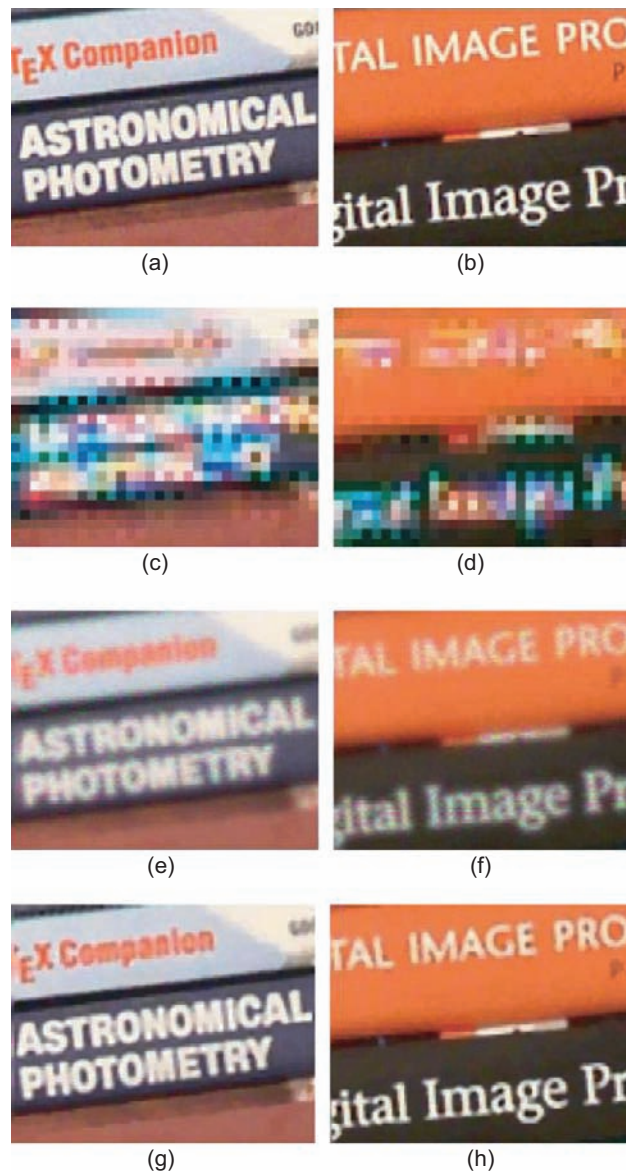 TEX Companion
ASTRONOMICAL
PHOTOMETRY
(a)
TAL IMAGE PRO
P
gital Image Pr
(b)
(c)
(d)
TEX Companion
ASTRONOMICAL
PHOTOMETRY
(e)
TAL IMAGE PRO
gital Image Pr
(f)
TEX Companion
ASTRONOMICAL
PHOTOMETRY
(g)
TAL IMAGE PRO
P
gital Image Pr
(h)